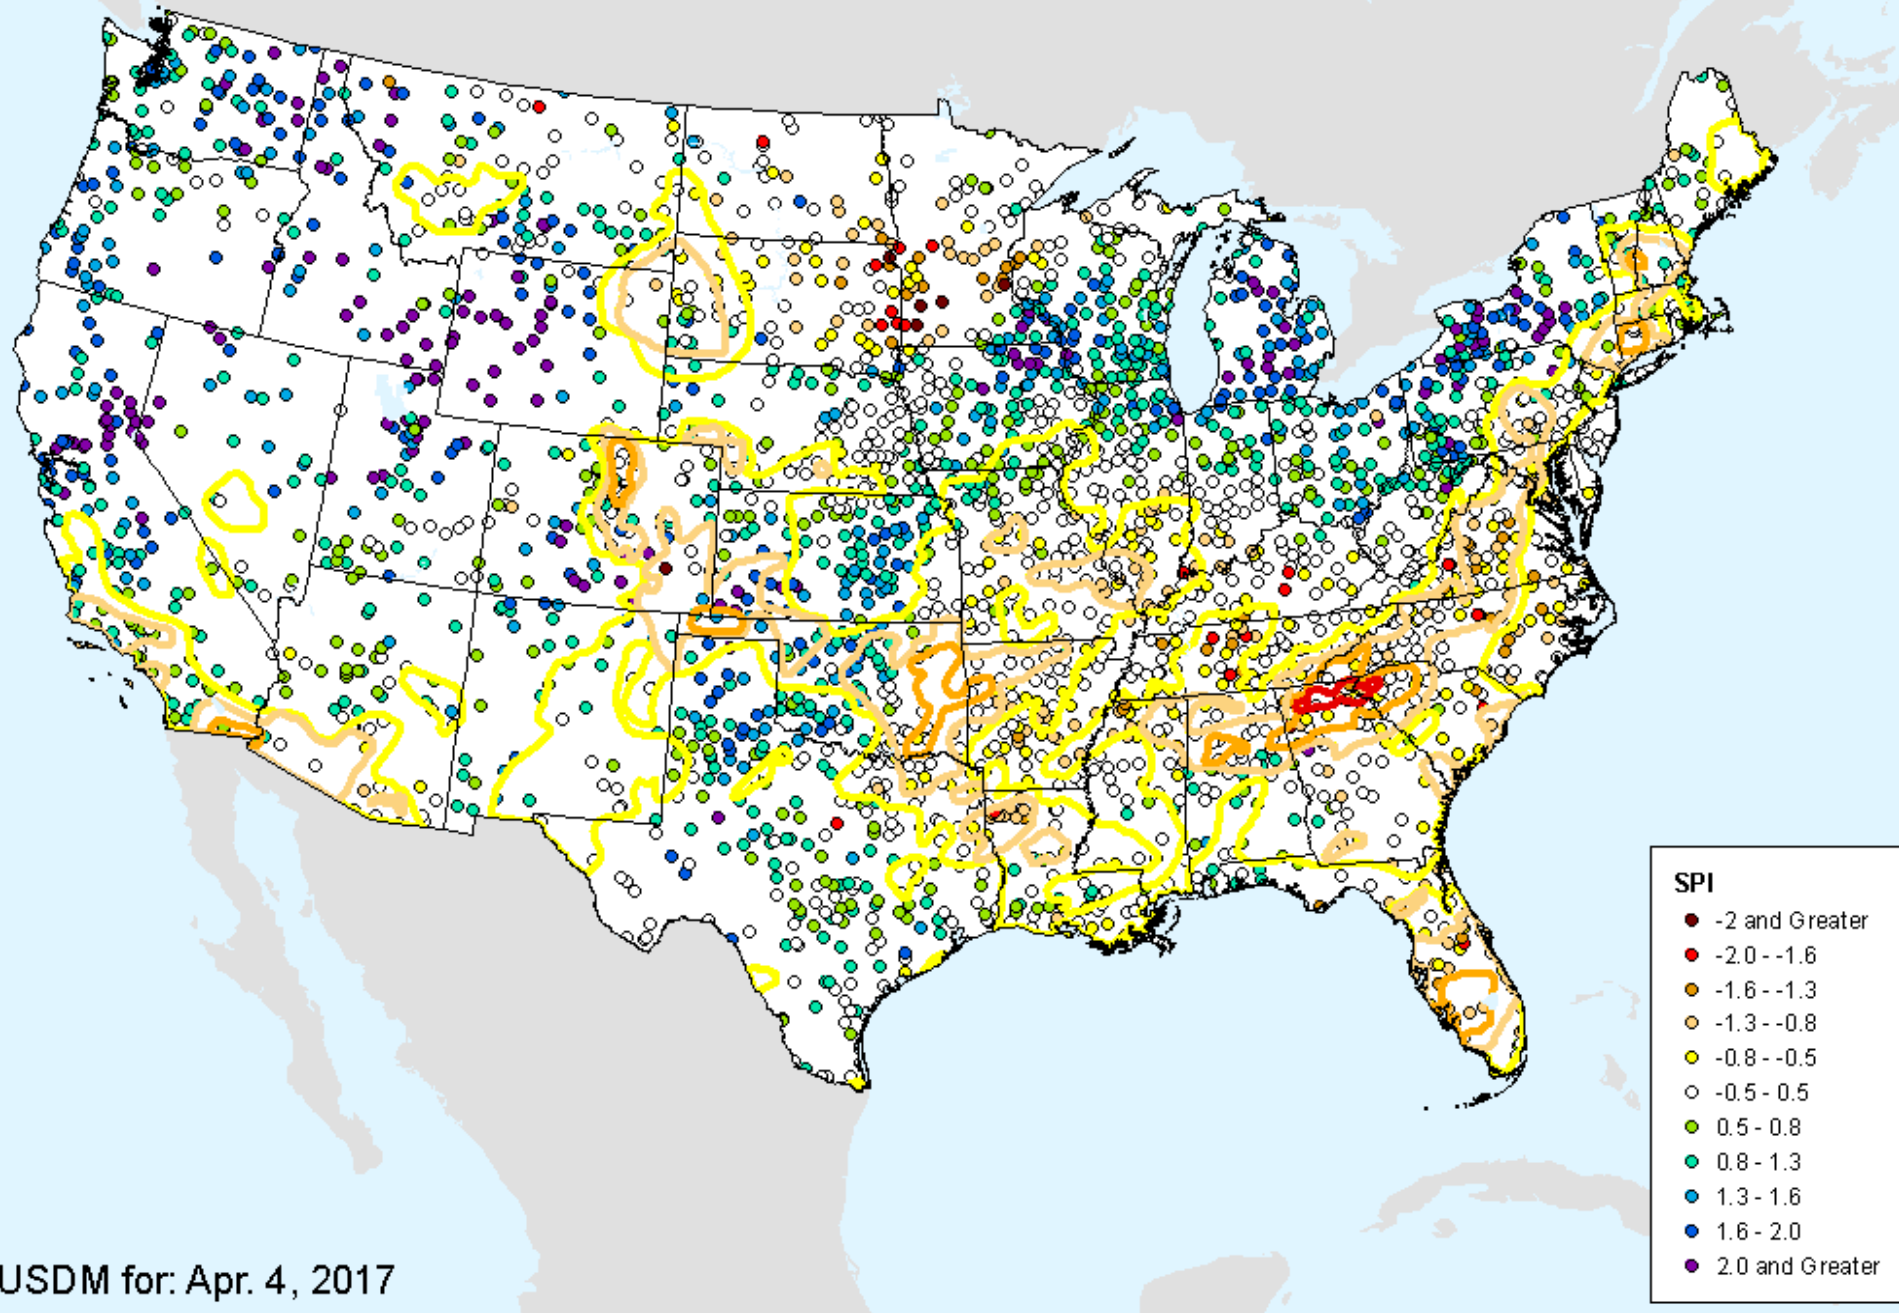 SPI
-2 and Greater
-2.0 - -1.6
-1.6 - -1.3
-1.3 - -0.8
-0.8 - -0.5
-0.5 - 0.5
0.5 - 0.8
0.8 - 1.3
1.3 - 1.6
1.6 - 2.0
2.0 and Greater
USDM for: Apr. 4, 2017